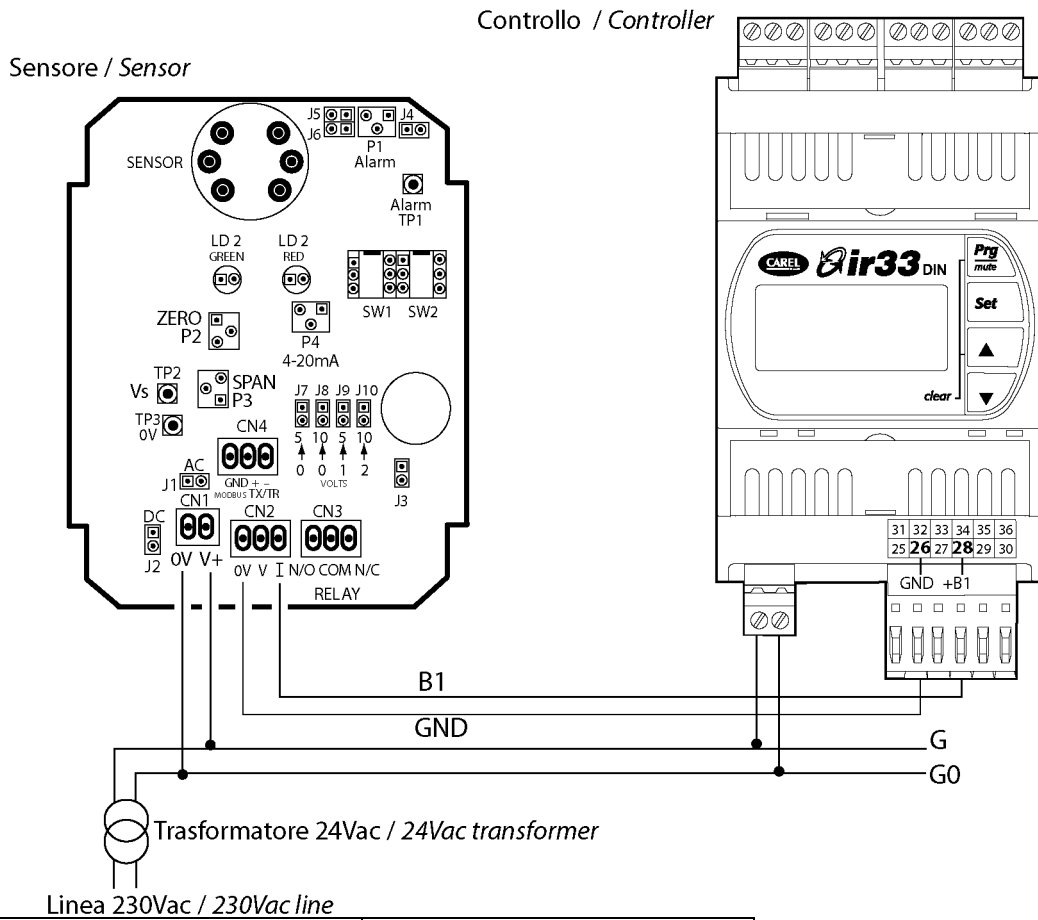 Controllo / Controller
Sensore / Sensor
J5
J6
J4
P1
Alarm
SENSOR
Alarm
TP1
LD 2
GREEN
LD 2
RED
SW1 SW2
ZERO
P2
P4
4-20mA
TP2
Vs
SPAN
P3
TP3
0V
J7 J8 J9 J10
5 10 5 10
0 0 1 2
VOLTS
CN4
GND + -
MODBUS TX/TR
AC
J1
J3
CN1
CN2
CN3
DC
J2
0V V+
0V V I N/O COM N/C
RELAY
CAREL
ir33 DIN
Prg
mute
Set
clear
31 32 33 34 35 36
25 26 27 28 29 30
GND +B1
B1
GND
G
G0
Trasformatore 24Vac / 24Vac transformer
Linea 230Vac / 230Vac line